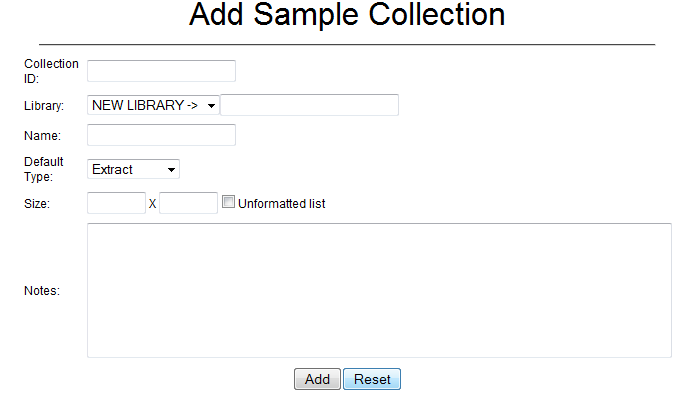 Add Sample Collection
Collection
ID:
Library: NEW LIBRARY ->
Name:
Default
Type: Extract
Size: X Unformatted list
Notes:
Add Reset